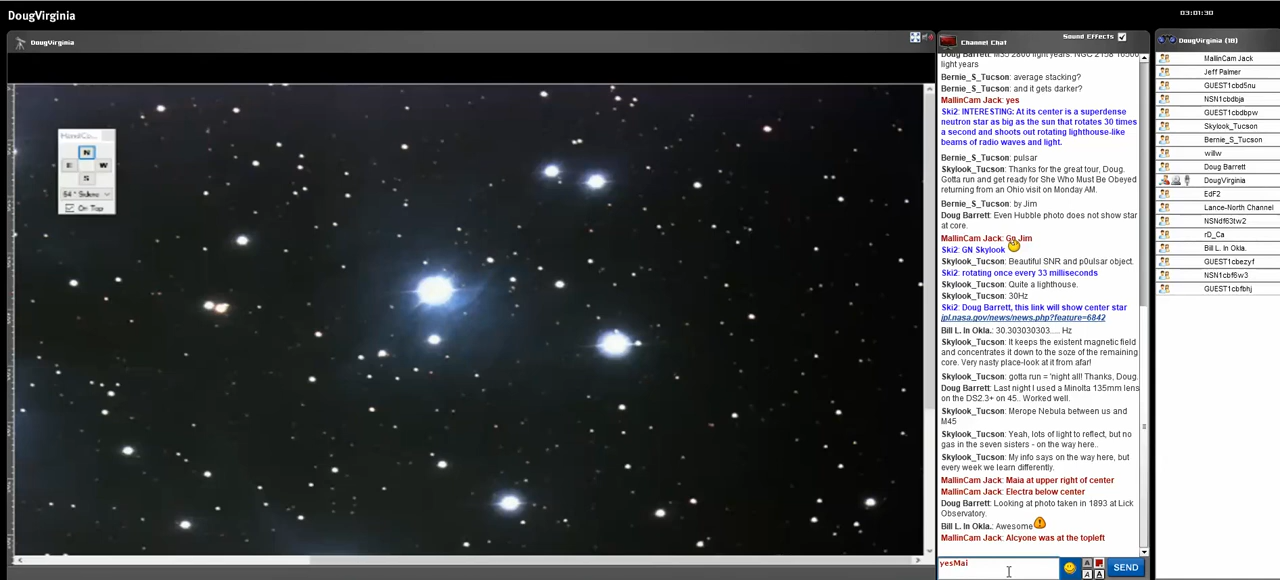 DougVirginia
03:01:30
DougVirginia
N
E W
S
On Top
Channel Chat
Sound Effects
light years
Bernie_S_Tucson: average stacking?
Bernie_S_Tucson: and it gets darker?
MallinCam Jack: yes
Ski2: INTERESTING: At its center is a superdense
neutron star as big as the sun that rotates 30 times
a second and shoots out rotating lighthouse-like
beams of radio waves and light.
Bernie_S_Tucson: pulsar
Skylook_Tucson: Thanks for the great tour, Doug.
Gotta run and get ready for She Who Must Be Obeyed
returning from an Ohio visit on Monday AM.
Bernie_S_Tucson: by Jim
Doug Barrett: Even Hubble photo does not show star
at core.
MallinCam Jack: Gn Jim
Ski2: GN Skylook
Skylook_Tucson: Beautiful SNR and p0ulsar object.
Ski2: rotating once every 33 milliseconds
Skylook_Tucson: Quite a lighthouse.
Skylook_Tucson: 30Hz
Ski2: Doug Barrett, this link will show center star
jpl.nasa.gov/news/news.php?feature=6842
Bill L. In Okla.: 30.303030303..... Hz
Skylook_Tucson: It keeps the existent magnetic field
and concentrates it down to the soze of the remaining
core. Very nasty place-look at it from afar!
Skylook_Tucson: gotta run = 'night all! Thanks, Doug.
Doug Barrett: Last night I used a Minolta 135mm lens
on the DS2.3+ on 45.. Worked well.
Skylook_Tucson: Merope Nebula between us and
M45
Skylook_Tucson: Yeah, lots of light to reflect, but no
gas in the seven sisters - on the way here..
Skylook_Tucson: My info says on the way here, but
every week we learn differently.
MallinCam Jack: Maia at upper right of center
MallinCam Jack: Electra below center
Doug Barrett: Looking at photo taken in 1893 at Lick
Observatory.
Bill L. In Okla.: Awesome
MallinCam Jack: Alcyone was at the topleft
yesMai
A
A A
SEND
DougVirginia (18)
MallinCam Jack
Jeff Palmer
GUEST1cbd5nu
NSN1cbdbja
GUEST1cbdbpw
Skylook_Tucson
Bernie_S_Tucson
willw
Doug Barrett
DougVirginia
EdF2
Lance-North Channel
NSNdf63tw2
rD_Ca
Bill L. In Okla.
GUEST1cbezyf
NSN1cbf6w3
GUEST1cbfbhj